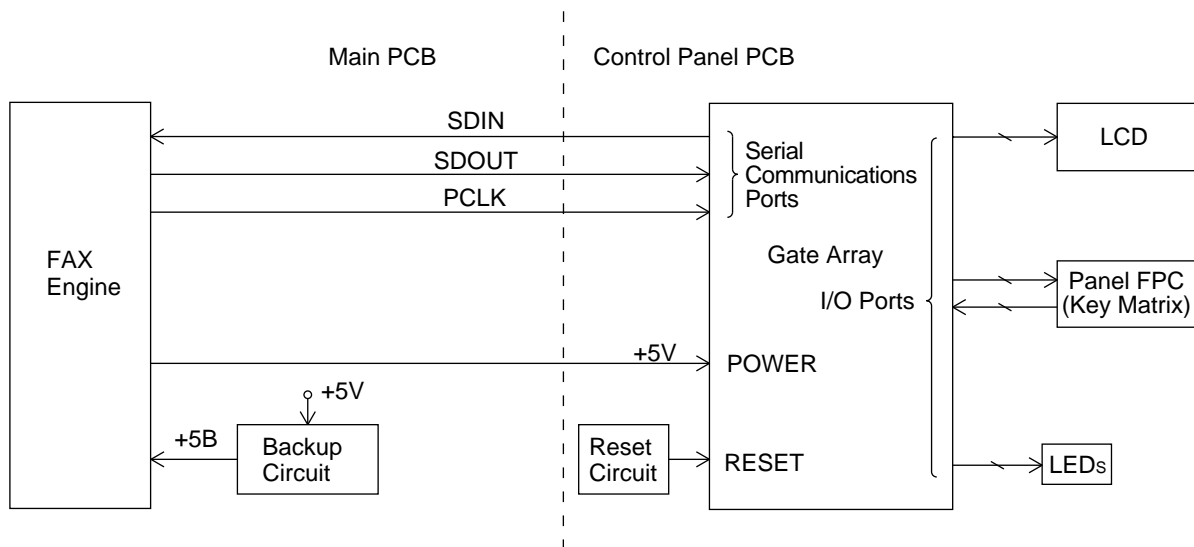 Main PCB
Control Panel PCB
SDIN
SDOUT
PCLK
Serial
Communications
Ports
LCD
FAX
Engine
Gate Array
I/O Ports
Panel FPC
(Key Matrix)
+5V
POWER
+5V
+5B
Backup
Circuit
Reset
Circuit
RESET
LEDs